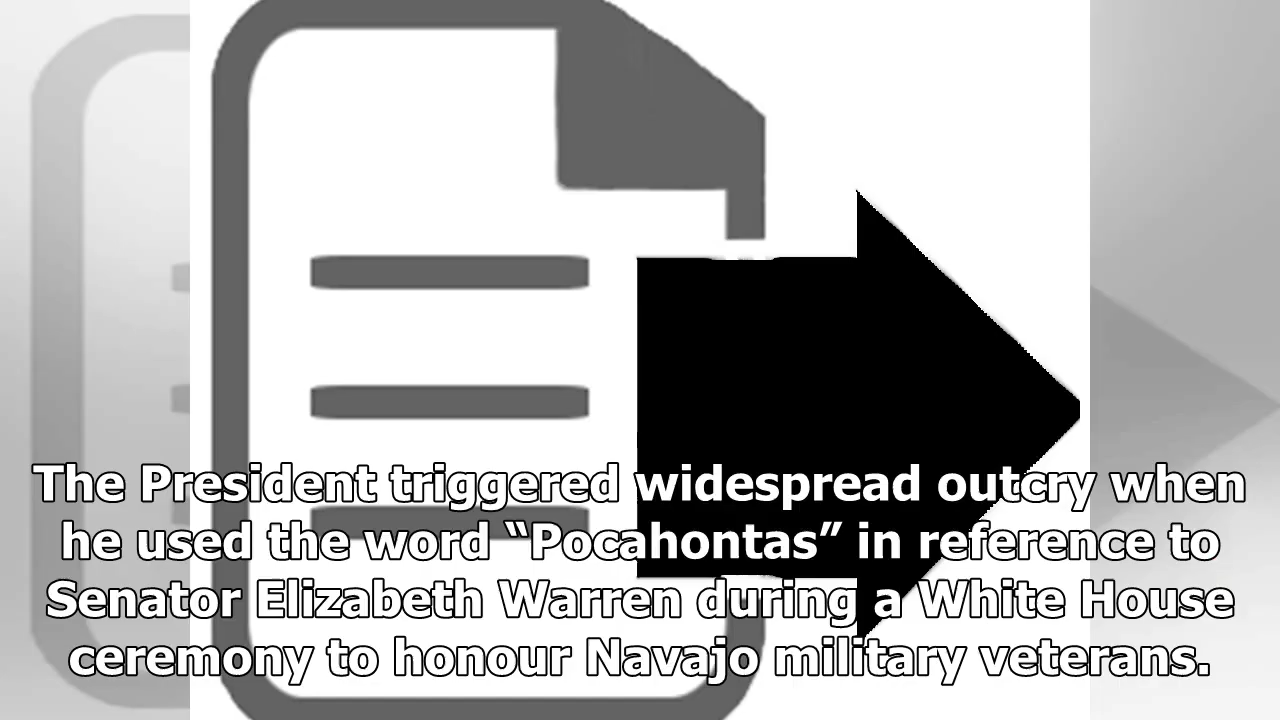 The President triggered widespread outcry when
he used the word “Pocahontas” in reference to
Senator Elizabeth Warren during a White House
ceremony to honour Navajo military veterans.